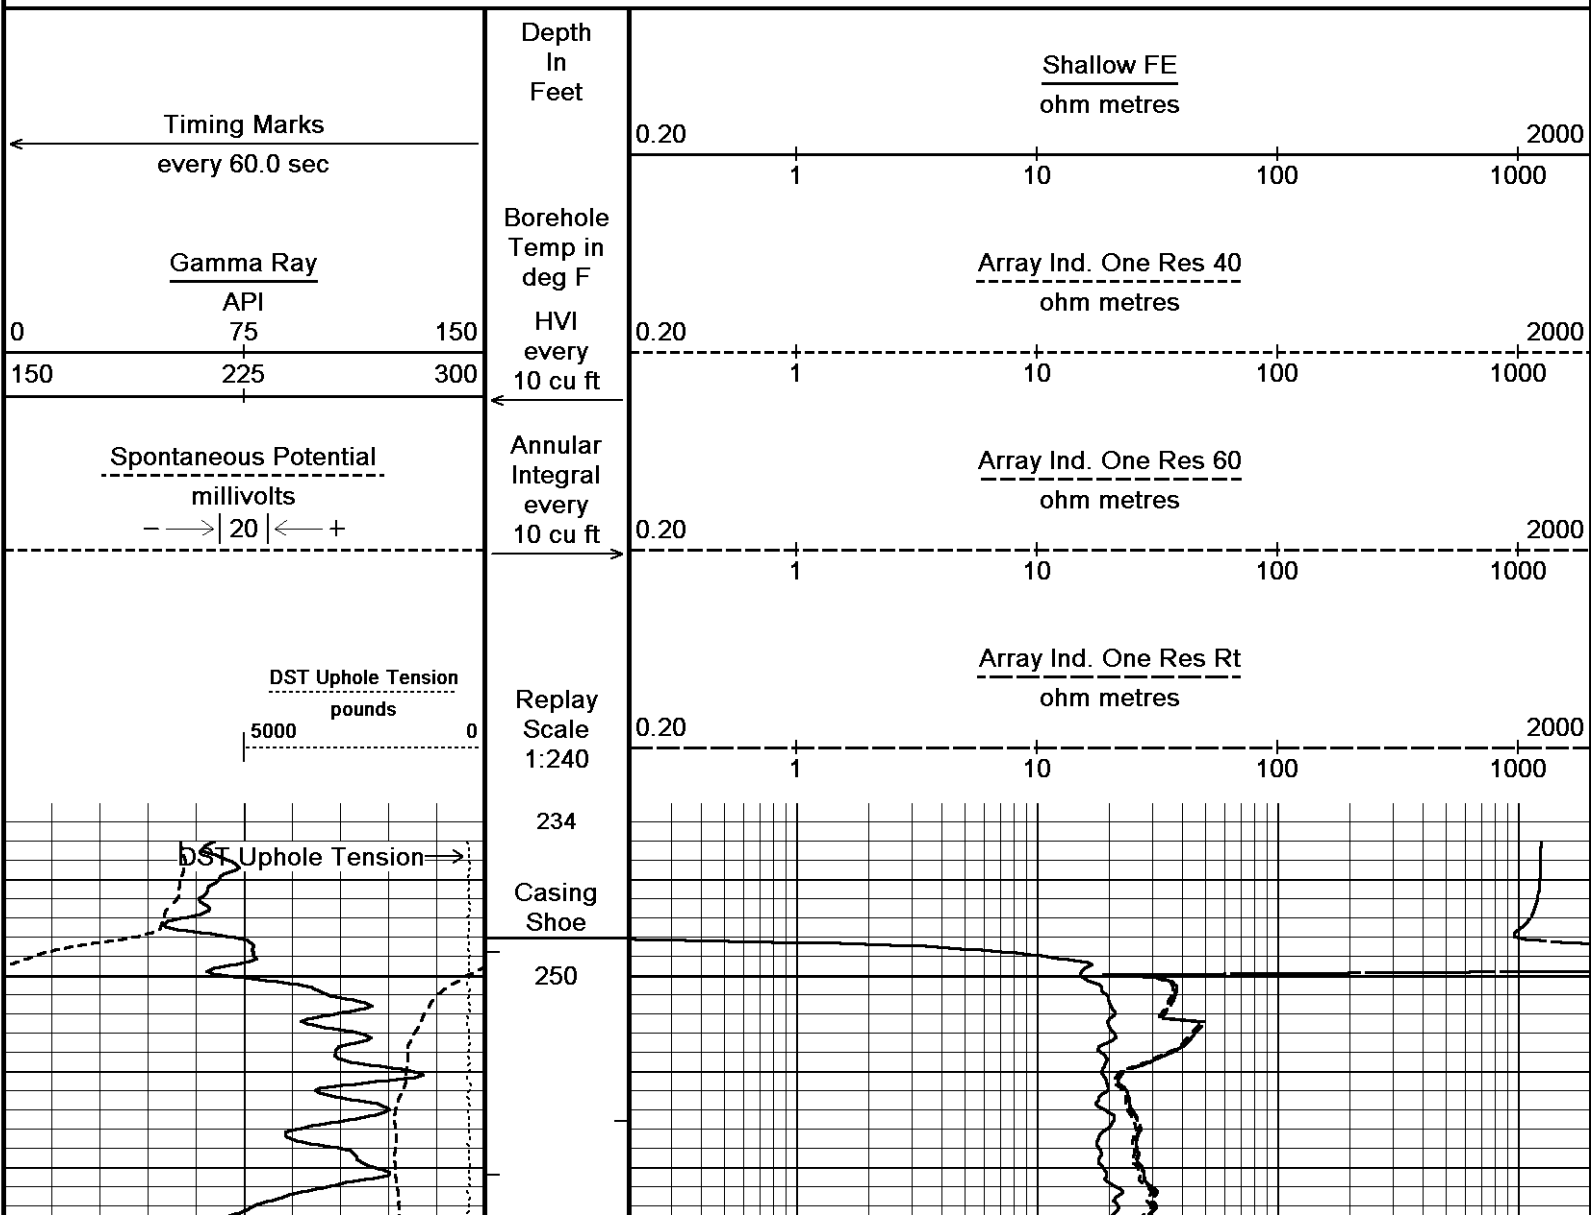 Timing Marks
every 60.0 sec
Gamma Ray
API
0 75 150
150 225 300
Spontaneous Potential
millivolts
− 20 +
DST Uphole Tension
pounds
5000 0
DST Uphole Tension
Depth
In
Feet
Borehole
Temp in
deg F
HVI
every
10 cu ft
Annular
Integral
every
10 cu ft
Replay
Scale
1:240
234
Casing
Shoe
250
Shallow FE
ohm metres
0.20 2000
1 10 100 1000
Array Ind. One Res 40
ohm metres
0.20 2000
1 10 100 1000
Array Ind. One Res 60
ohm metres
0.20 2000
1 10 100 1000
Array Ind. One Res Rt
ohm metres
0.20 2000
1 10 100 1000